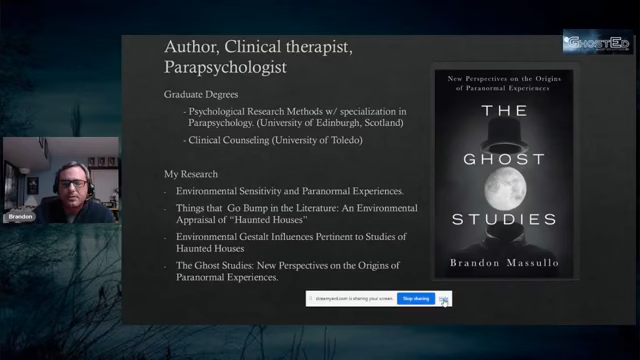 GHOSTED
Author, Clinical therapist,
Parapsychologist
Graduate Degrees
- Psychological Research Methods w/ specialization in
Parapsychology. (University of Edinburgh, Scotland)
- Clinical Counseling (University of Toledo)
My Research
- Environmental Sensitivity and Paranormal Experiences.
- Things that Go Bump in the Literature: An Environmental
Appraisal of “Haunted Houses”
- Environmental Gestalt Influences Pertinent to Studies of
Haunted Houses
- The Ghost Studies: New Perspectives on the Origins of
Paranormal Experiences.
New Perspectives on the Origins
of Paranormal Experiences
THE
GHOST
STUDIES
Brandon Massullo
Brandon
streamyard.com is sharing your screen.
Stop sharing
Hide